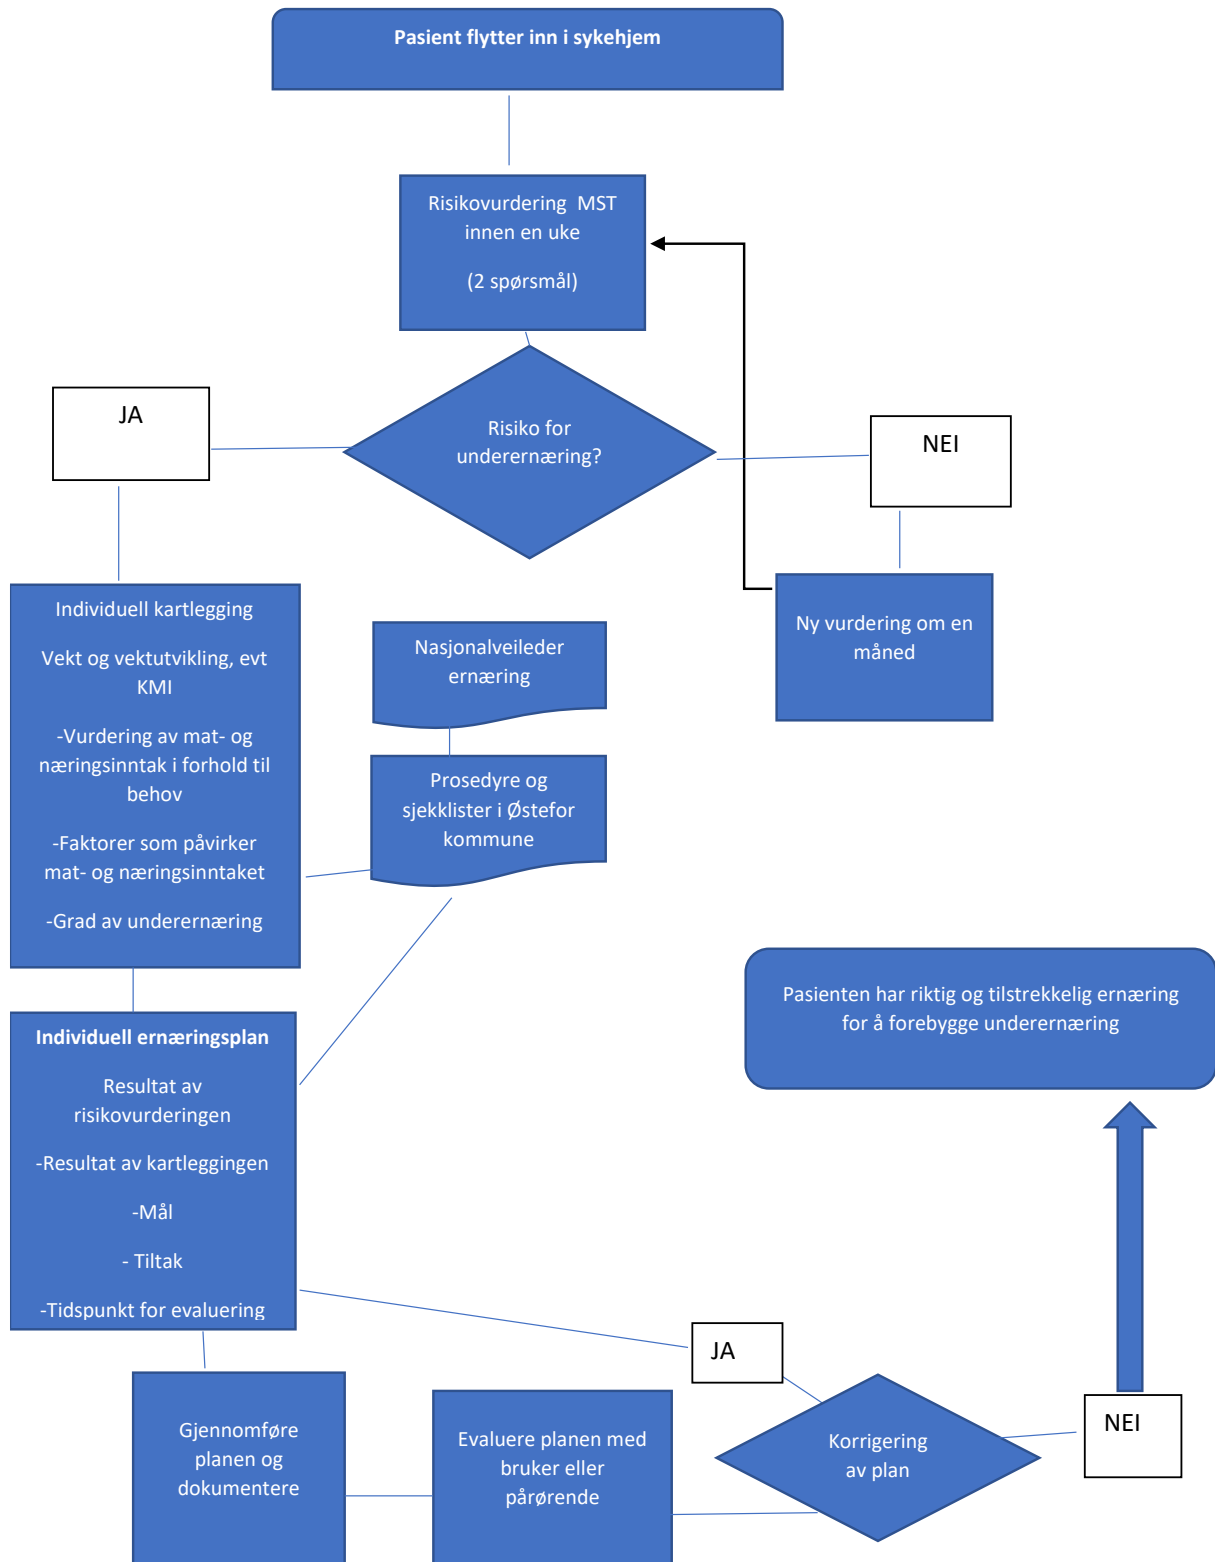 Pasient flytter inn i sykehjem
Risikovurdering MST
innen en uke
(2 spørsmål)
JA
Risiko for
underernæring?
NEI
Individuell kartlegging
Vekt og vektutvikling, evt
KMI
-Vurdering av mat- og
næringsinntak i forhold til
behov
-Faktorer som påvirker
mat- og næringsinntaket
-Grad av underernæring
Nasjonalveileder
ernæring
Prosedyre og
sjekklister i Østefor
kommune
Ny vurdering om en
måned
Pasienten har riktig og tilstrekkelig ernæring
for å forebygge underernæring
Individuell ernæringsplan
Resultat av
risikovurderingen
-Resultat av kartleggingen
-Mål
- Tiltak
-Tidspunkt for evaluering
JA
Gjennomføre
planen og
dokumentere
Evaluere planen med
bruker eller
pårørende
Korrigering
av plan
NEI